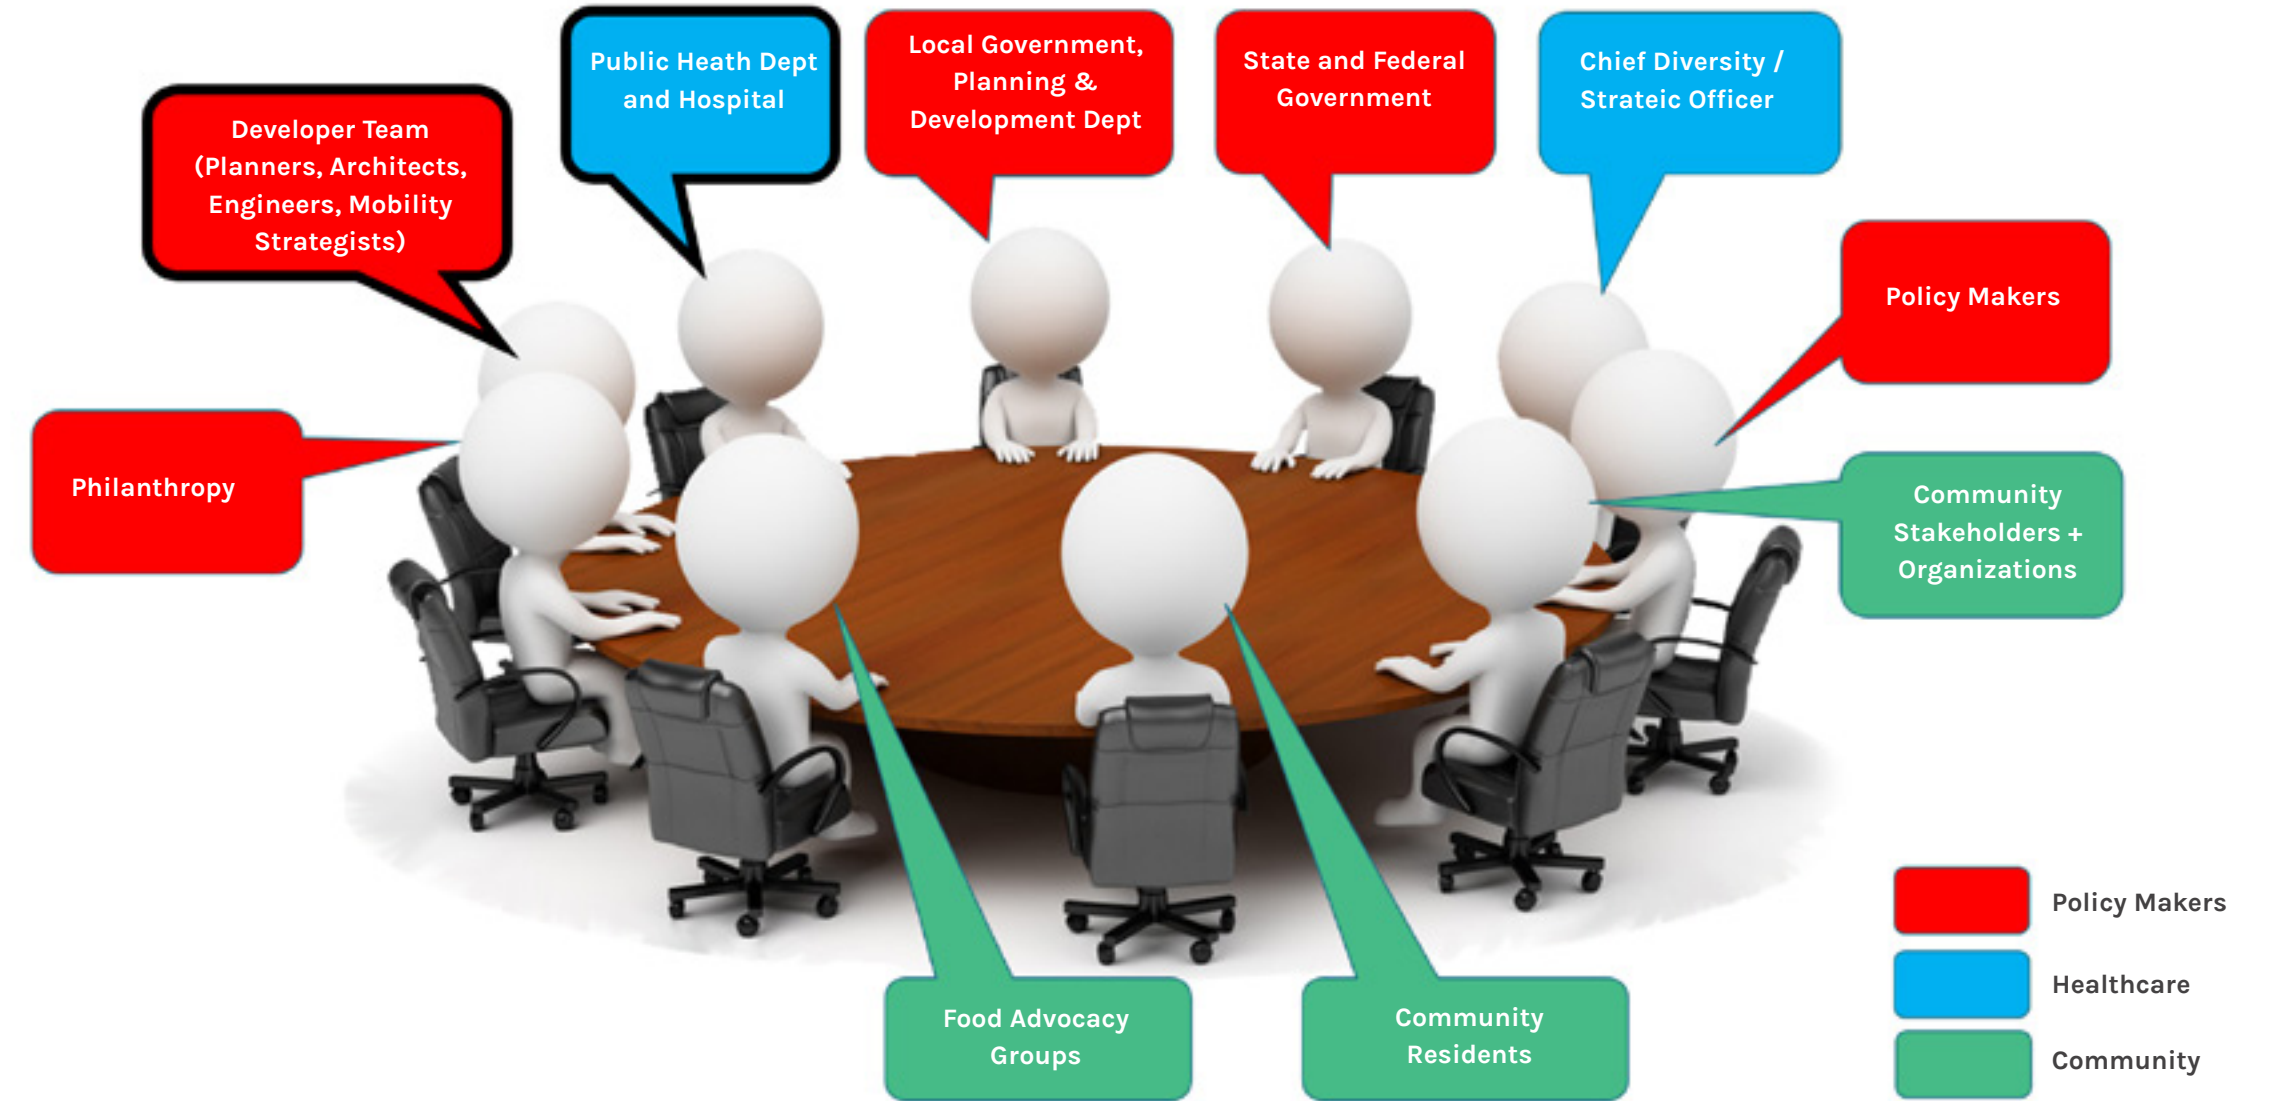 Public Heath Dept
and Hospital
Local Government,
Planning &
Development Dept
State and Federal
Government
Chief Diversity /
Strateic Officer
Developer Team
(Planners, Architects,
Engineers, Mobility
Strategists)
Policy Makers
Philanthropy
Community
Stakeholders +
Organizations
Food Advocacy
Groups
Community
Residents
Policy Makers
Healthcare
Community